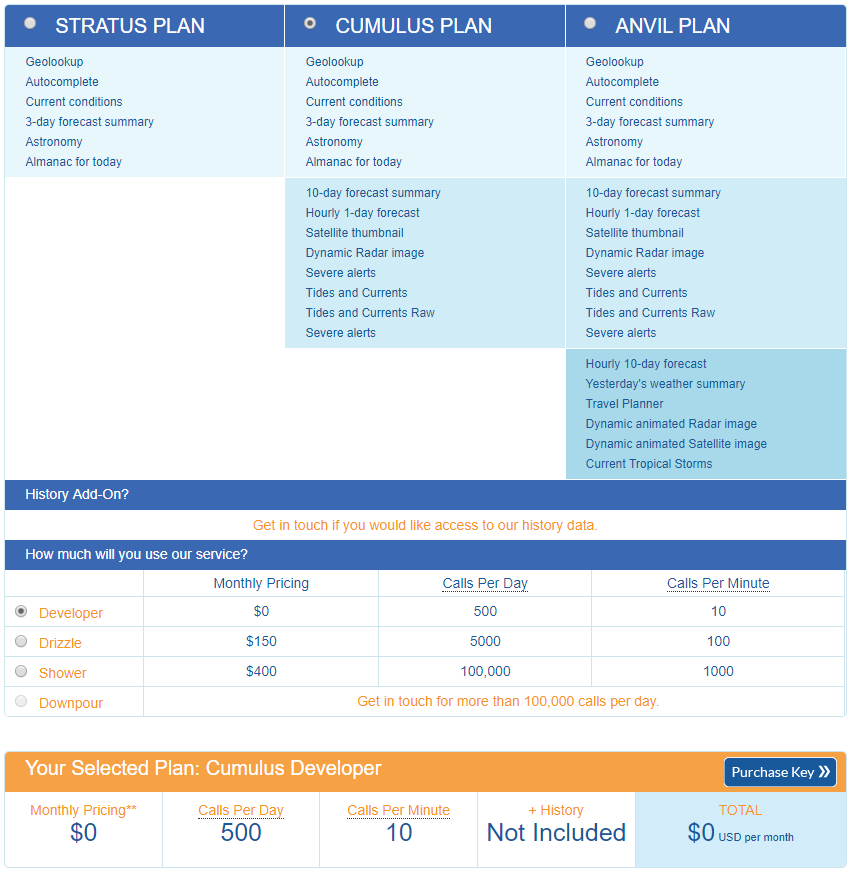 STRATUS PLAN
Geolookup
Autocomplete
Current conditions
3-day forecast summary
Astronomy
Almanac for today
CUMULUS PLAN
Geolookup
Autocomplete
Current conditions
3-day forecast summary
Astronomy
Almanac for today
10-day forecast summary
Hourly 1-day forecast
Satellite thumbnail
Dynamic Radar image
Severe alerts
Tides and Currents
Tides and Currents Raw
Severe alerts
ANVIL PLAN
Geolookup
Autocomplete
Current conditions
3-day forecast summary
Astronomy
Almanac for today
10-day forecast summary
Hourly 1-day forecast
Satellite thumbnail
Dynamic Radar image
Severe alerts
Tides and Currents
Tides and Currents Raw
Severe alerts
Hourly 10-day forecast
Yesterday's weather summary
Travel Planner
Dynamic animated Radar image
Dynamic animated Satellite image
Current Tropical Storms
History Add-On?
Get in touch if you would like access to our history data.
How much will you use our service?
Monthly Pricing Calls Per Day Calls Per Minute
Developer $0 500 10
Drizzle $150 5000 100
Shower $400 100,000 1000
Downpour Get in touch for more than 100,000 calls per day.
Your Selected Plan: Cumulus Developer
Purchase Key »
Monthly Pricing** Calls Per Day Calls Per Minute + History TOTAL
$0 500 10 Not Included $0 USD per month